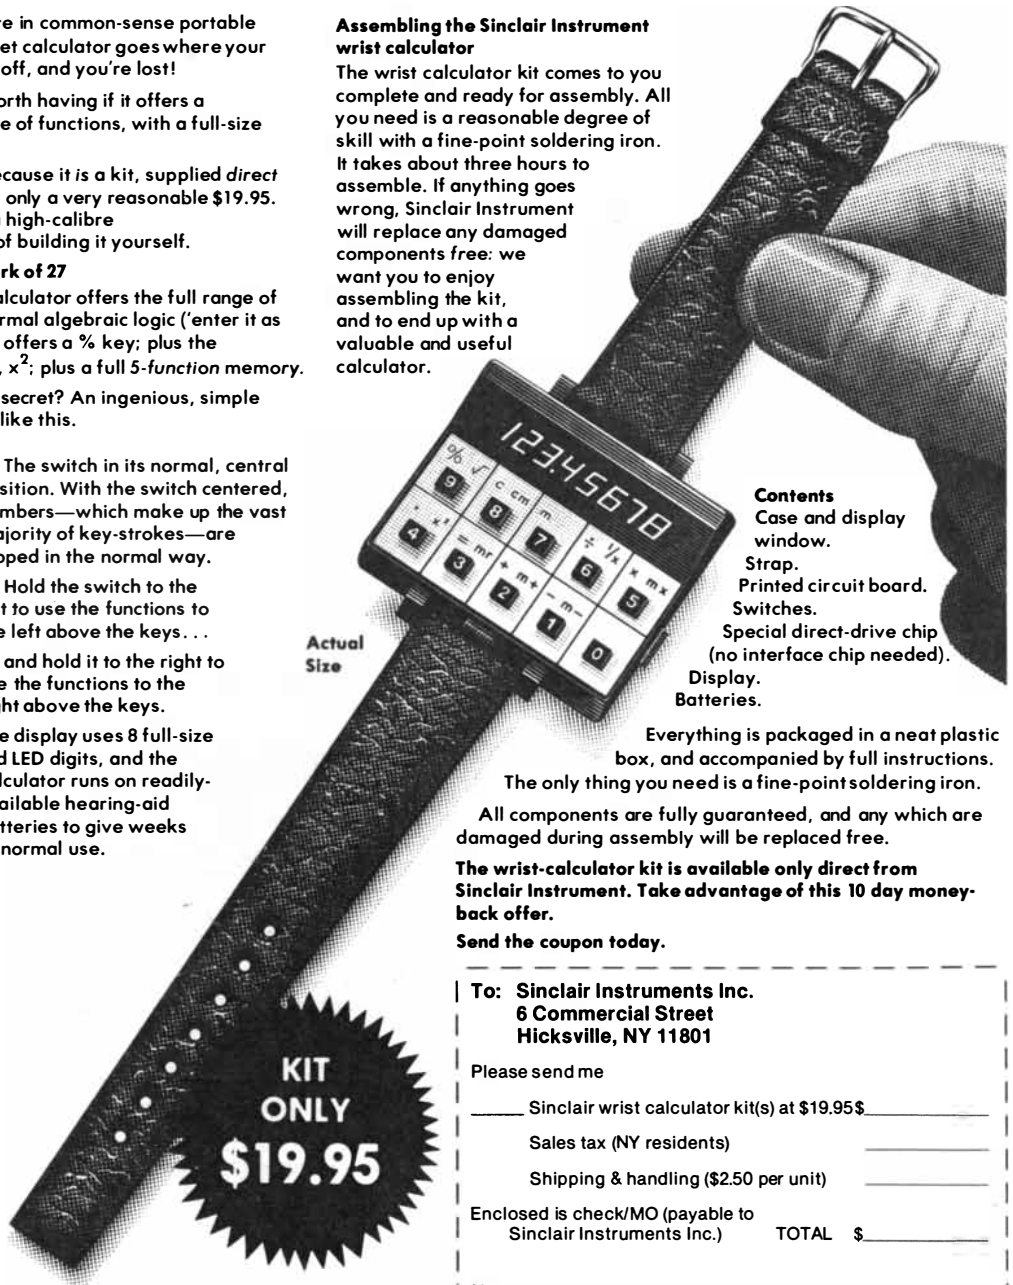 re in common-sense portable
et calculator goes where your
off, and you're lost!
orth having if it offers a
e of functions, with a full-size
ecause it is a kit, supplied direct
only a very reasonable $19.95.
high-calibre
of building it yourself.
rk of 27
alculator offers the full range of
rmal algebraic logic ('enter it as
offers a % key; plus the
, x²; plus a full 5-function memory.
secret? An ingenious, simple
like this.
The switch in its normal, central
sition. With the switch centered,
mbers—which make up the vast
ajority of key-strokes—are
pped in the normal way.
Hold the switch to the
t to use the functions to
e left above the keys...
and hold it to the right to
e the functions to the
ght above the keys.
e display uses 8 full-size
d LED digits, and the
lculator runs on readily-
ailable hearing-aid
tteries to give weeks
normal use.
Assembling the Sinclair Instrument
wrist calculator
The wrist calculator kit comes to you
complete and ready for assembly. All
you need is a reasonable degree of
skill with a fine-point soldering iron.
It takes about three hours to
assemble. If anything goes
wrong, Sinclair Instrument
will replace any damaged
components free: we
want you to enjoy
assembling the kit,
and to end up with a
valuable and useful
calculator.
123.45678
% √ c cm m ÷ 1/x × mx
9 8 7 6 5
x² = mr + m+ - m-
4 3 2 1 0
Actual
Size
Contents
Case and display
window.
Strap.
Printed circuit board.
Switches.
Special direct-drive chip
(no interface chip needed).
Display.
Batteries.
Everything is packaged in a neat plastic
box, and accompanied by full instructions.
The only thing you need is a fine-point soldering iron.
All components are fully guaranteed, and any which are
damaged during assembly will be replaced free.
The wrist-calculator kit is available only direct from
Sinclair Instrument. Take advantage of this 10 day money-
back offer.
Send the coupon today.
KIT
ONLY
$19.95
To: Sinclair Instruments Inc.
6 Commercial Street
Hicksville, NY 11801
Please send me
______ Sinclair wrist calculator kit(s) at $19.95 $______
Sales tax (NY residents) ______
Shipping & handling ($2.50 per unit) ______
Enclosed is check/MO (payable to
Sinclair Instruments Inc.) TOTAL $______